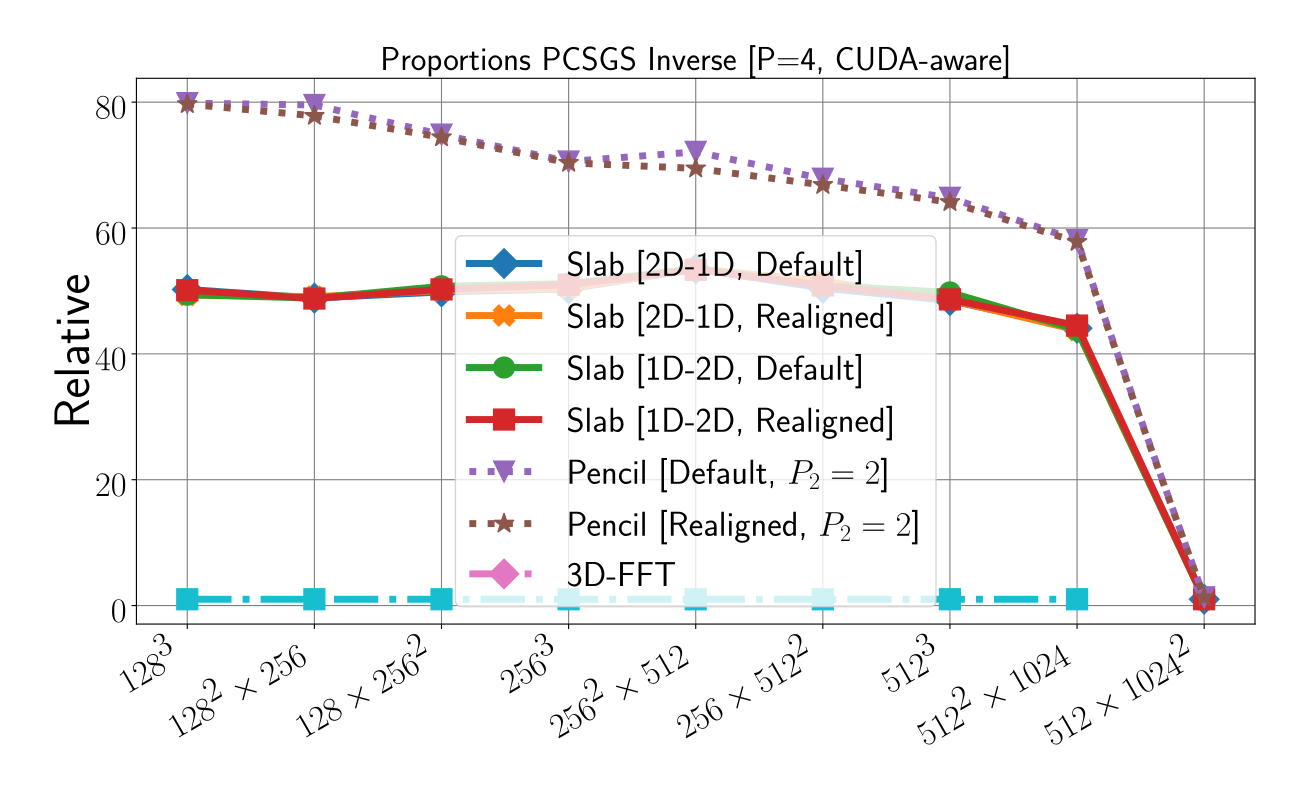 Proportions PCSGS Inverse [P=4, CUDA-aware]
Relative
80
60
40
20
0
Slab [2D-1D, Default]
Slab [2D-1D, Realigned]
Slab [1D-2D, Default]
Slab [1D-2D, Realigned]
Pencil [Default, P₂ = 2]
Pencil [Realigned, P₂ = 2]
3D-FFT
128³
128² × 256
128 × 256²
256³
256² × 512
256 × 512²
512³
512² × 1024
512 × 1024²